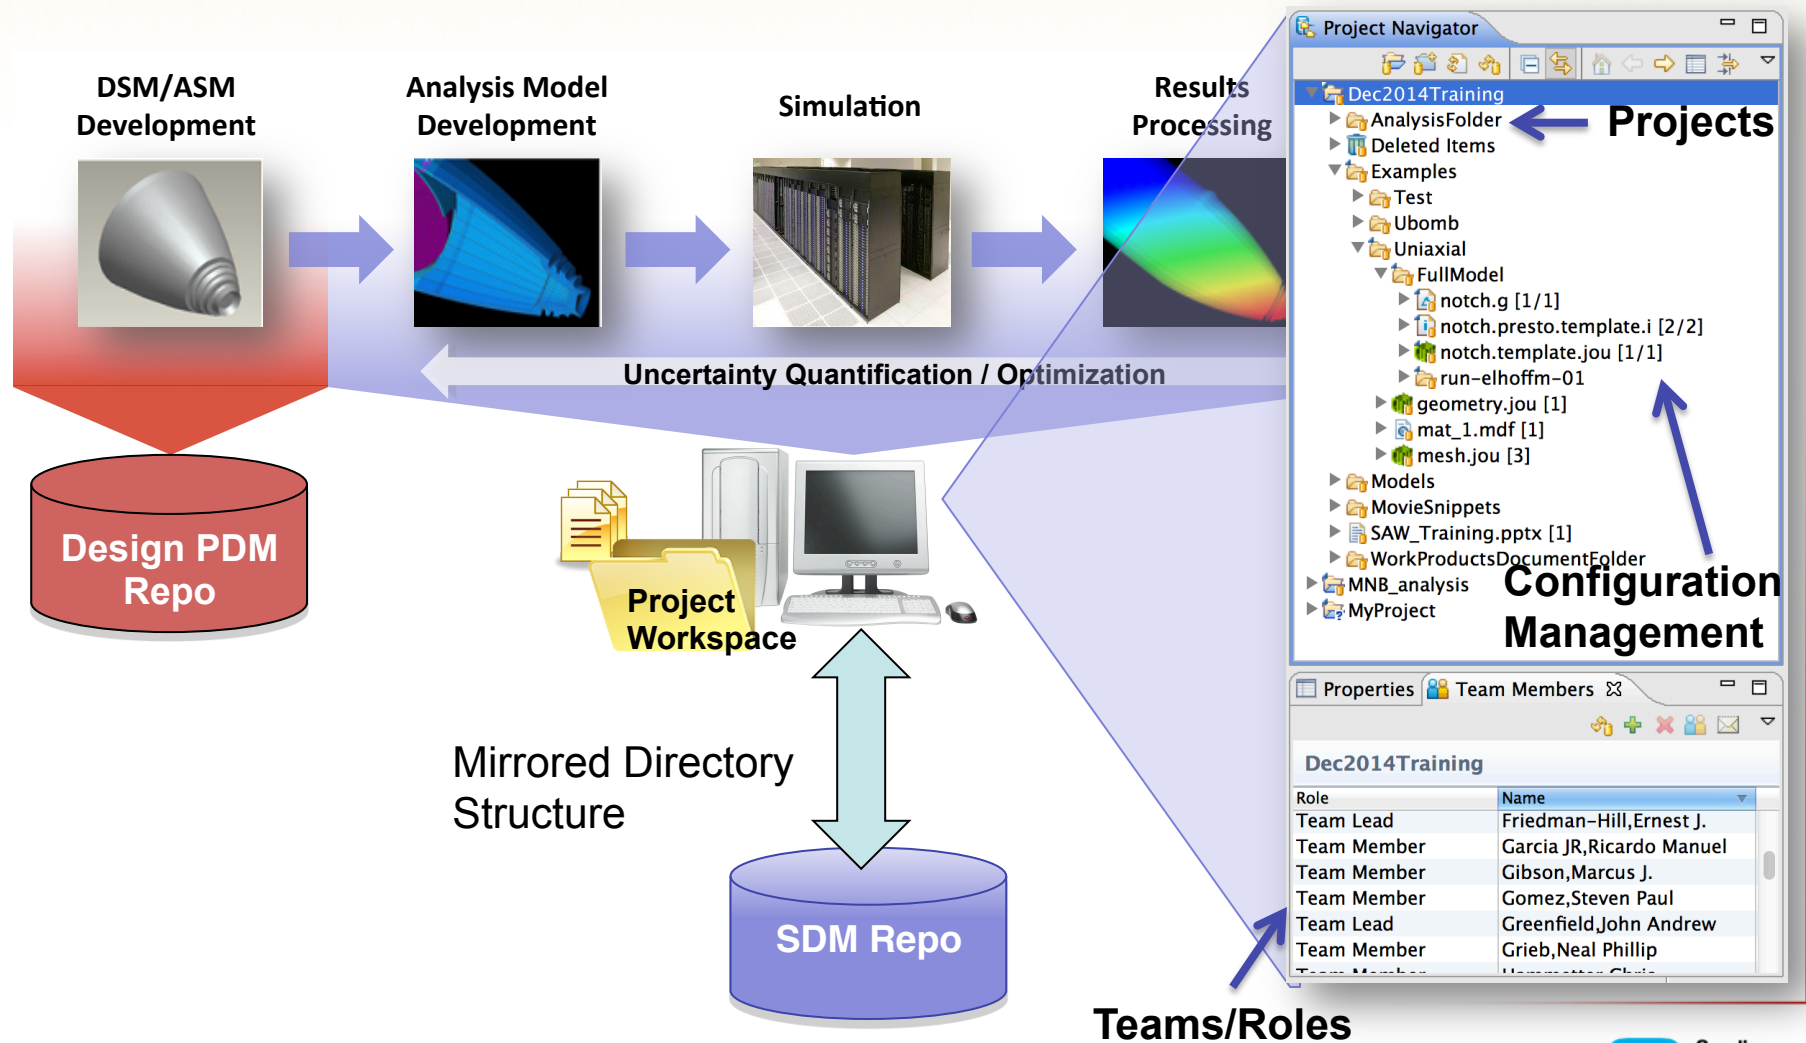 DSM/ASM
Development
Analysis Model
Development
Simulation
Results
Processing
Uncertainty Quantification / Optimization
Design PDM
Repo
Project
Workspace
Mirrored Directory
Structure
SDM Repo
Project Navigator
Dec2014Training
AnalysisFolder
Projects
Deleted Items
Examples
Test
Ubomb
Uniaxial
FullModel
notch.g [1/1]
notch.presto.template.i [2/2]
notch.template.jou [1/1]
run-elhoffm-01
geometry.jou [1]
mat_1.mdf [1]
mesh.jou [3]
Models
MovieSnippets
SAW_Training.pptx [1]
WorkProductsDocumentFolder
MNB_analysis
MyProject
Configuration
Management
Properties Team Members
Dec2014Training
Role Name
Team Lead Friedman-Hill,Ernest J.
Team Member Garcia JR,Ricardo Manuel
Team Member Gibson,Marcus J.
Team Member Gomez,Steven Paul
Team Lead Greenfield,John Andrew
Team Member Grieb,Neal Phillip
Team Member
Teams/Roles